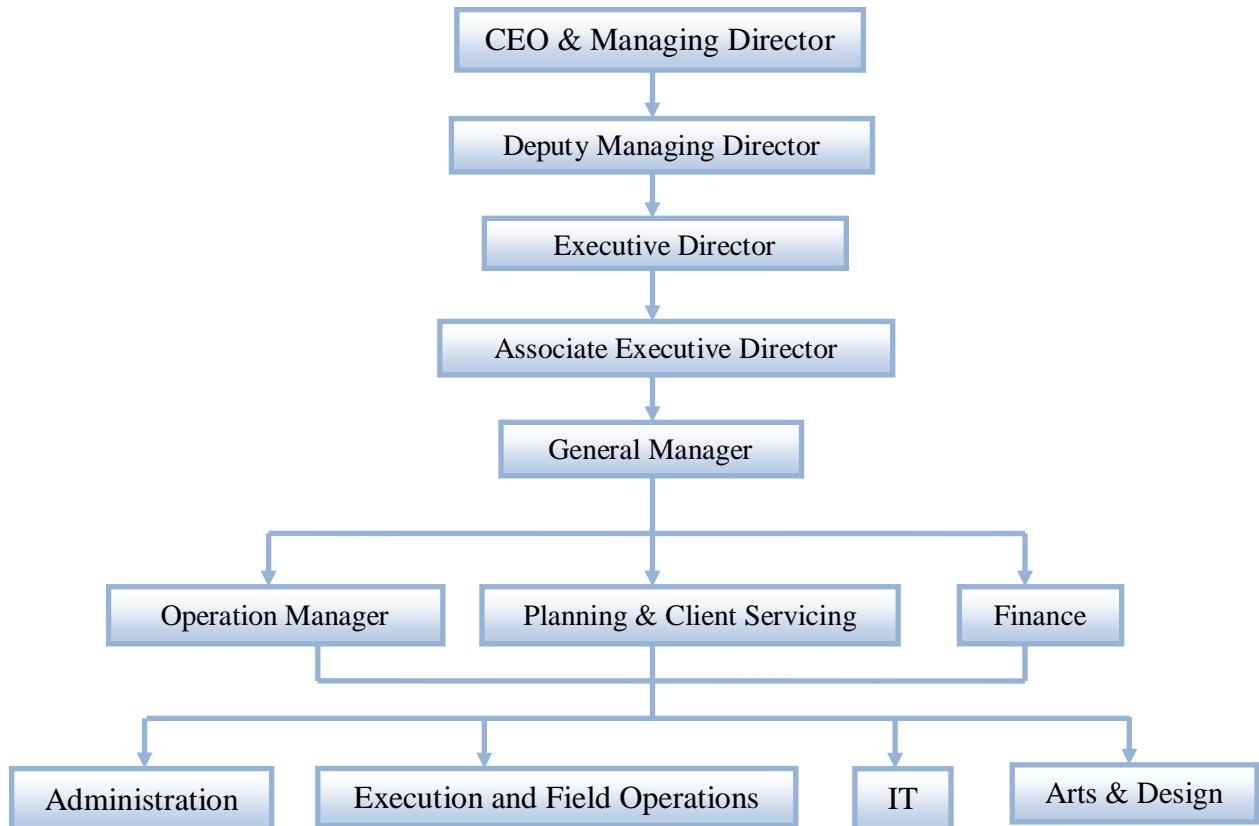 CEO & Managing Director
Deputy Managing Director
Executive Director
Associate Executive Director
General Manager
Operation Manager
Planning & Client Servicing
Finance
Administration
Execution and Field Operations
IT
Arts & Design